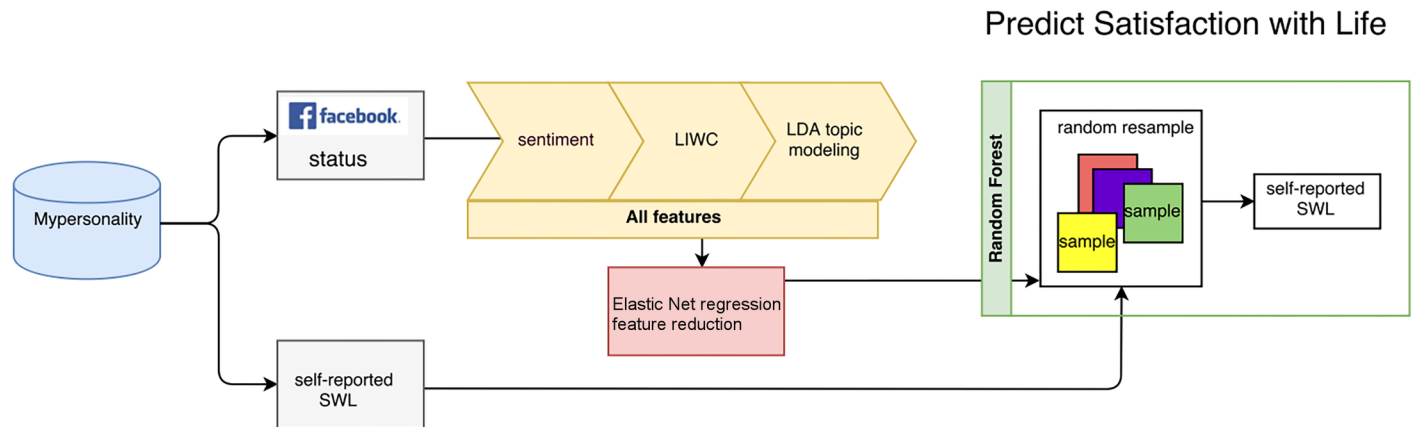 Predict Satisfaction with Life
facebook.
status
sentiment
LIWC
LDA topic
modeling
All features
Mypersonality
Elastic Net regression
feature reduction
self-reported
SWL
Random Forest
random resample
sample
sample
self-reported
SWL